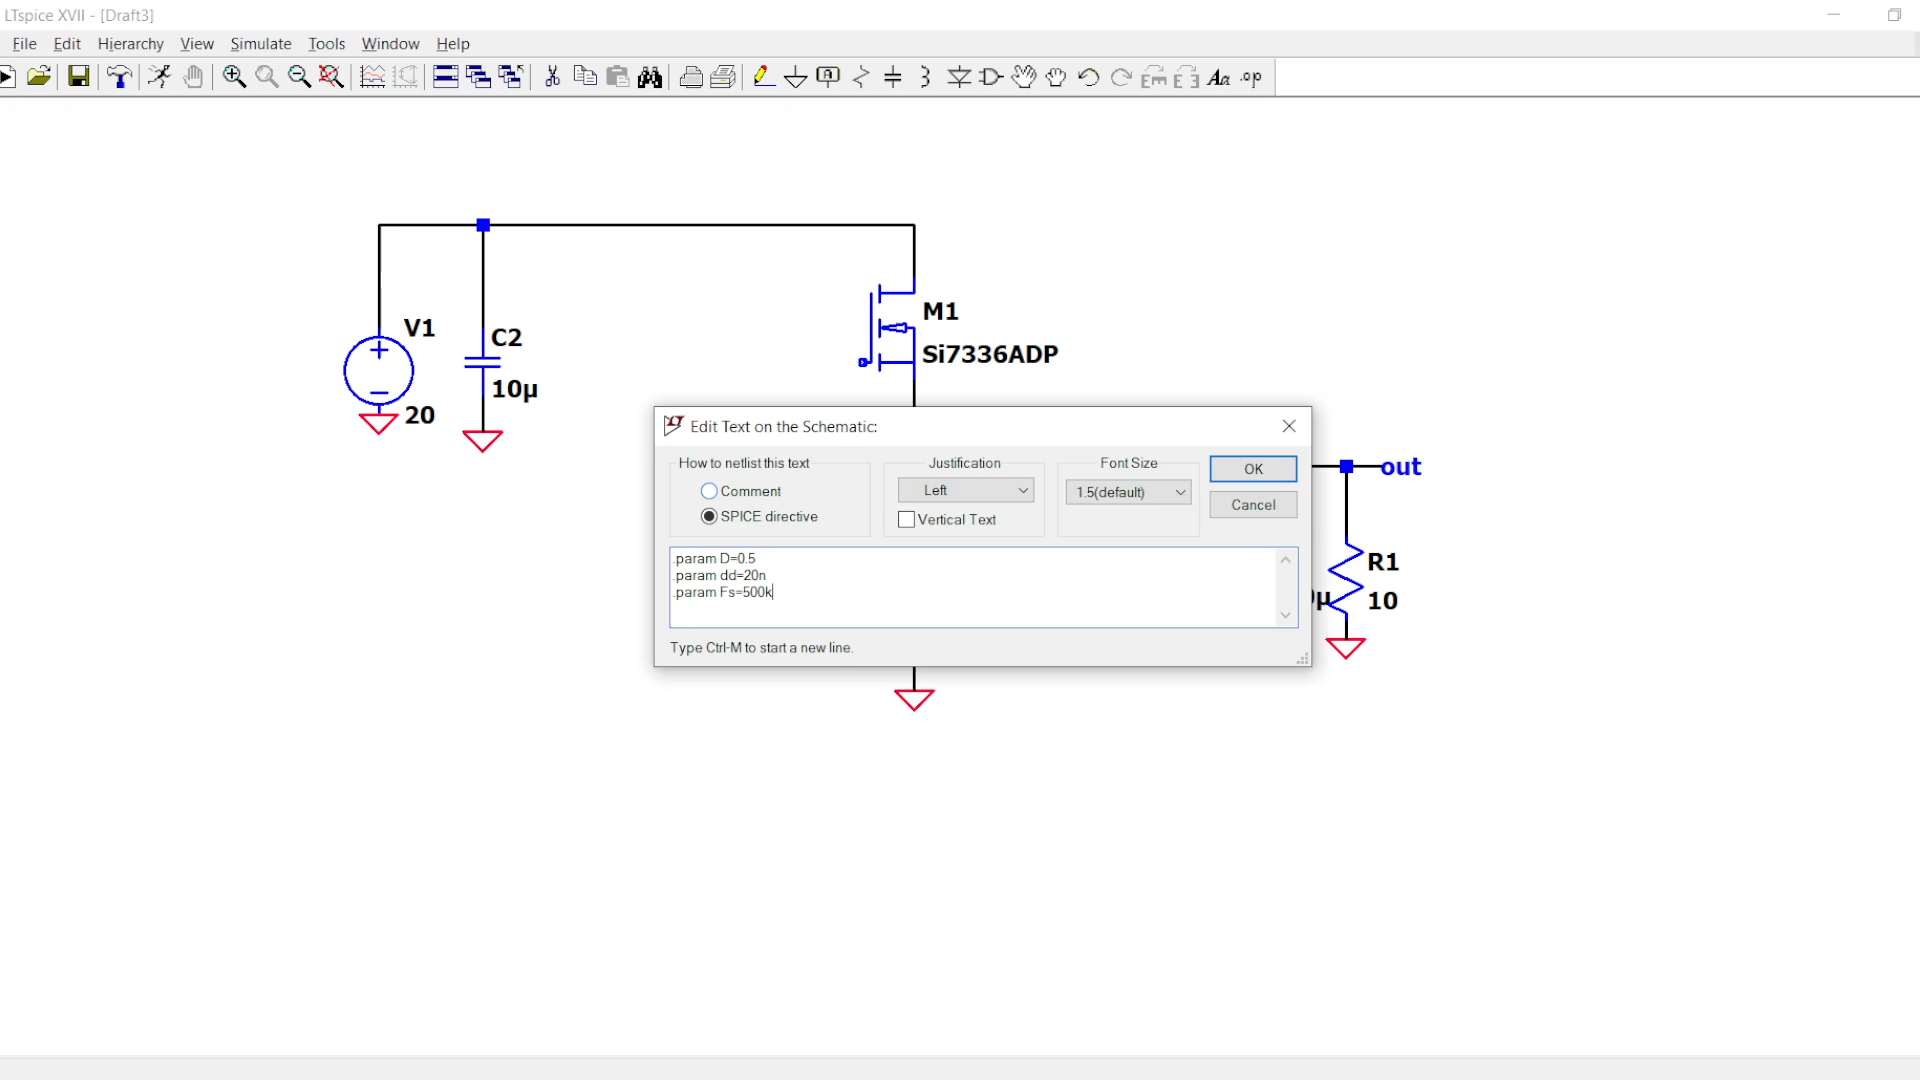 LTspice XVII - [Draft3]
File Edit Hierarchy View Simulate Tools Window Help
Aa .op
V1
20
C2
10µ
M1
Si7336ADP
Edit Text on the Schematic:
How to netlist this text
Comment
SPICE directive
Justification
Left
Vertical Text
Font Size
1.5(default)
OK
Cancel
.param D=0.5
.param dd=20n
.param Fs=500k
Type Ctrl-M to start a new line.
out
R1
10